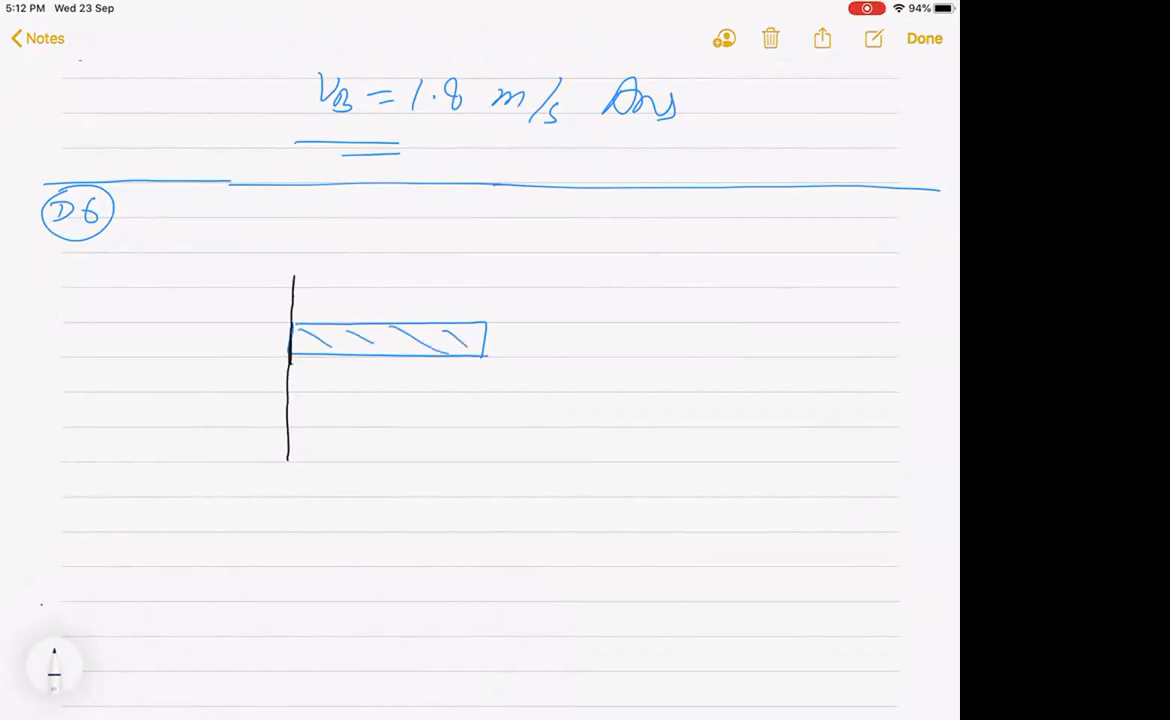 5:12 PM Wed 23 Sep 94%
Notes Done
V_B = 1.8 m/s Ans
D6